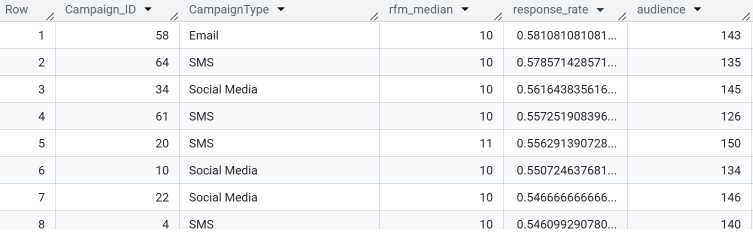 Row Campaign_ID CampaignType rfm_median response_rate audience
1 58 Email 10 0.581081081081... 143
2 64 SMS 10 0.578571428571... 135
3 34 Social Media 10 0.561643835616... 145
4 61 SMS 10 0.557251908396... 126
5 20 SMS 11 0.556291390728... 150
6 10 Social Media 10 0.550724637681... 134
7 22 Social Media 10 0.546666666666... 146
8 4 SMS 10 0.546099290780... 140